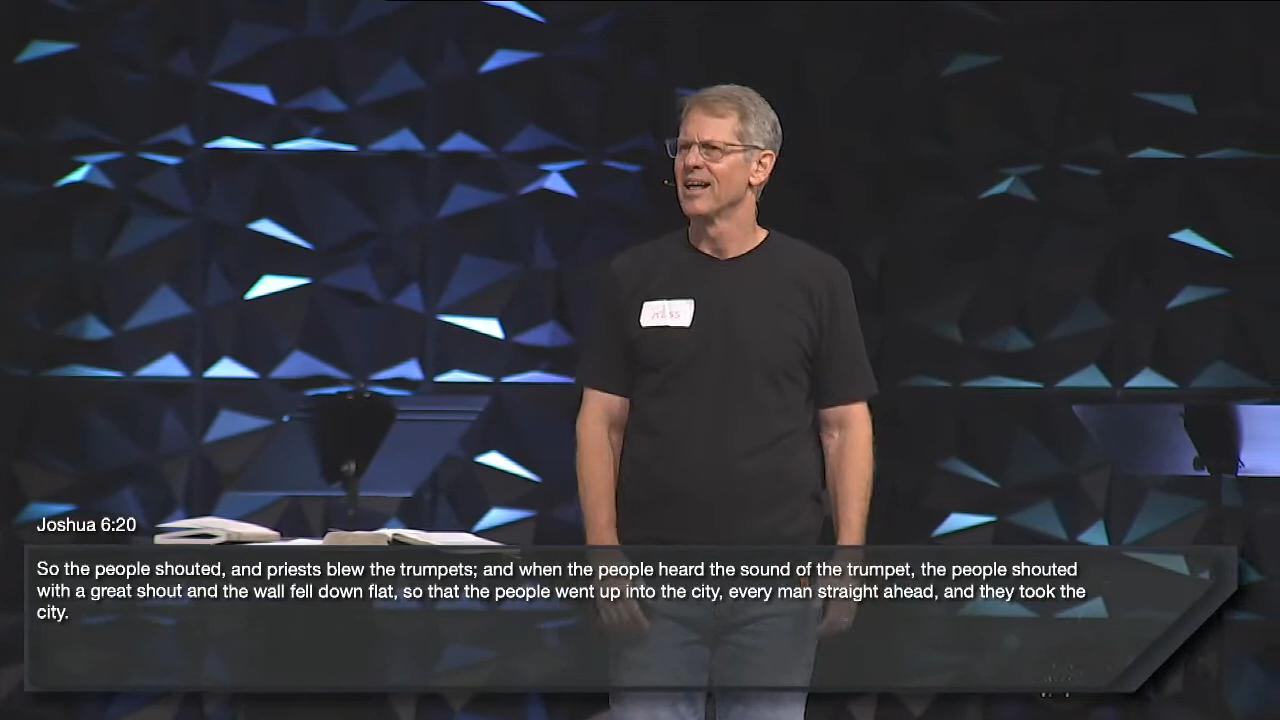 Joshua 6:20
So the people shouted, and priests blew the trumpets; and when the people heard the sound of the trumpet, the people shouted
with a great shout and the wall fell down flat, so that the people went up into the city, every man straight ahead, and they took the
city.